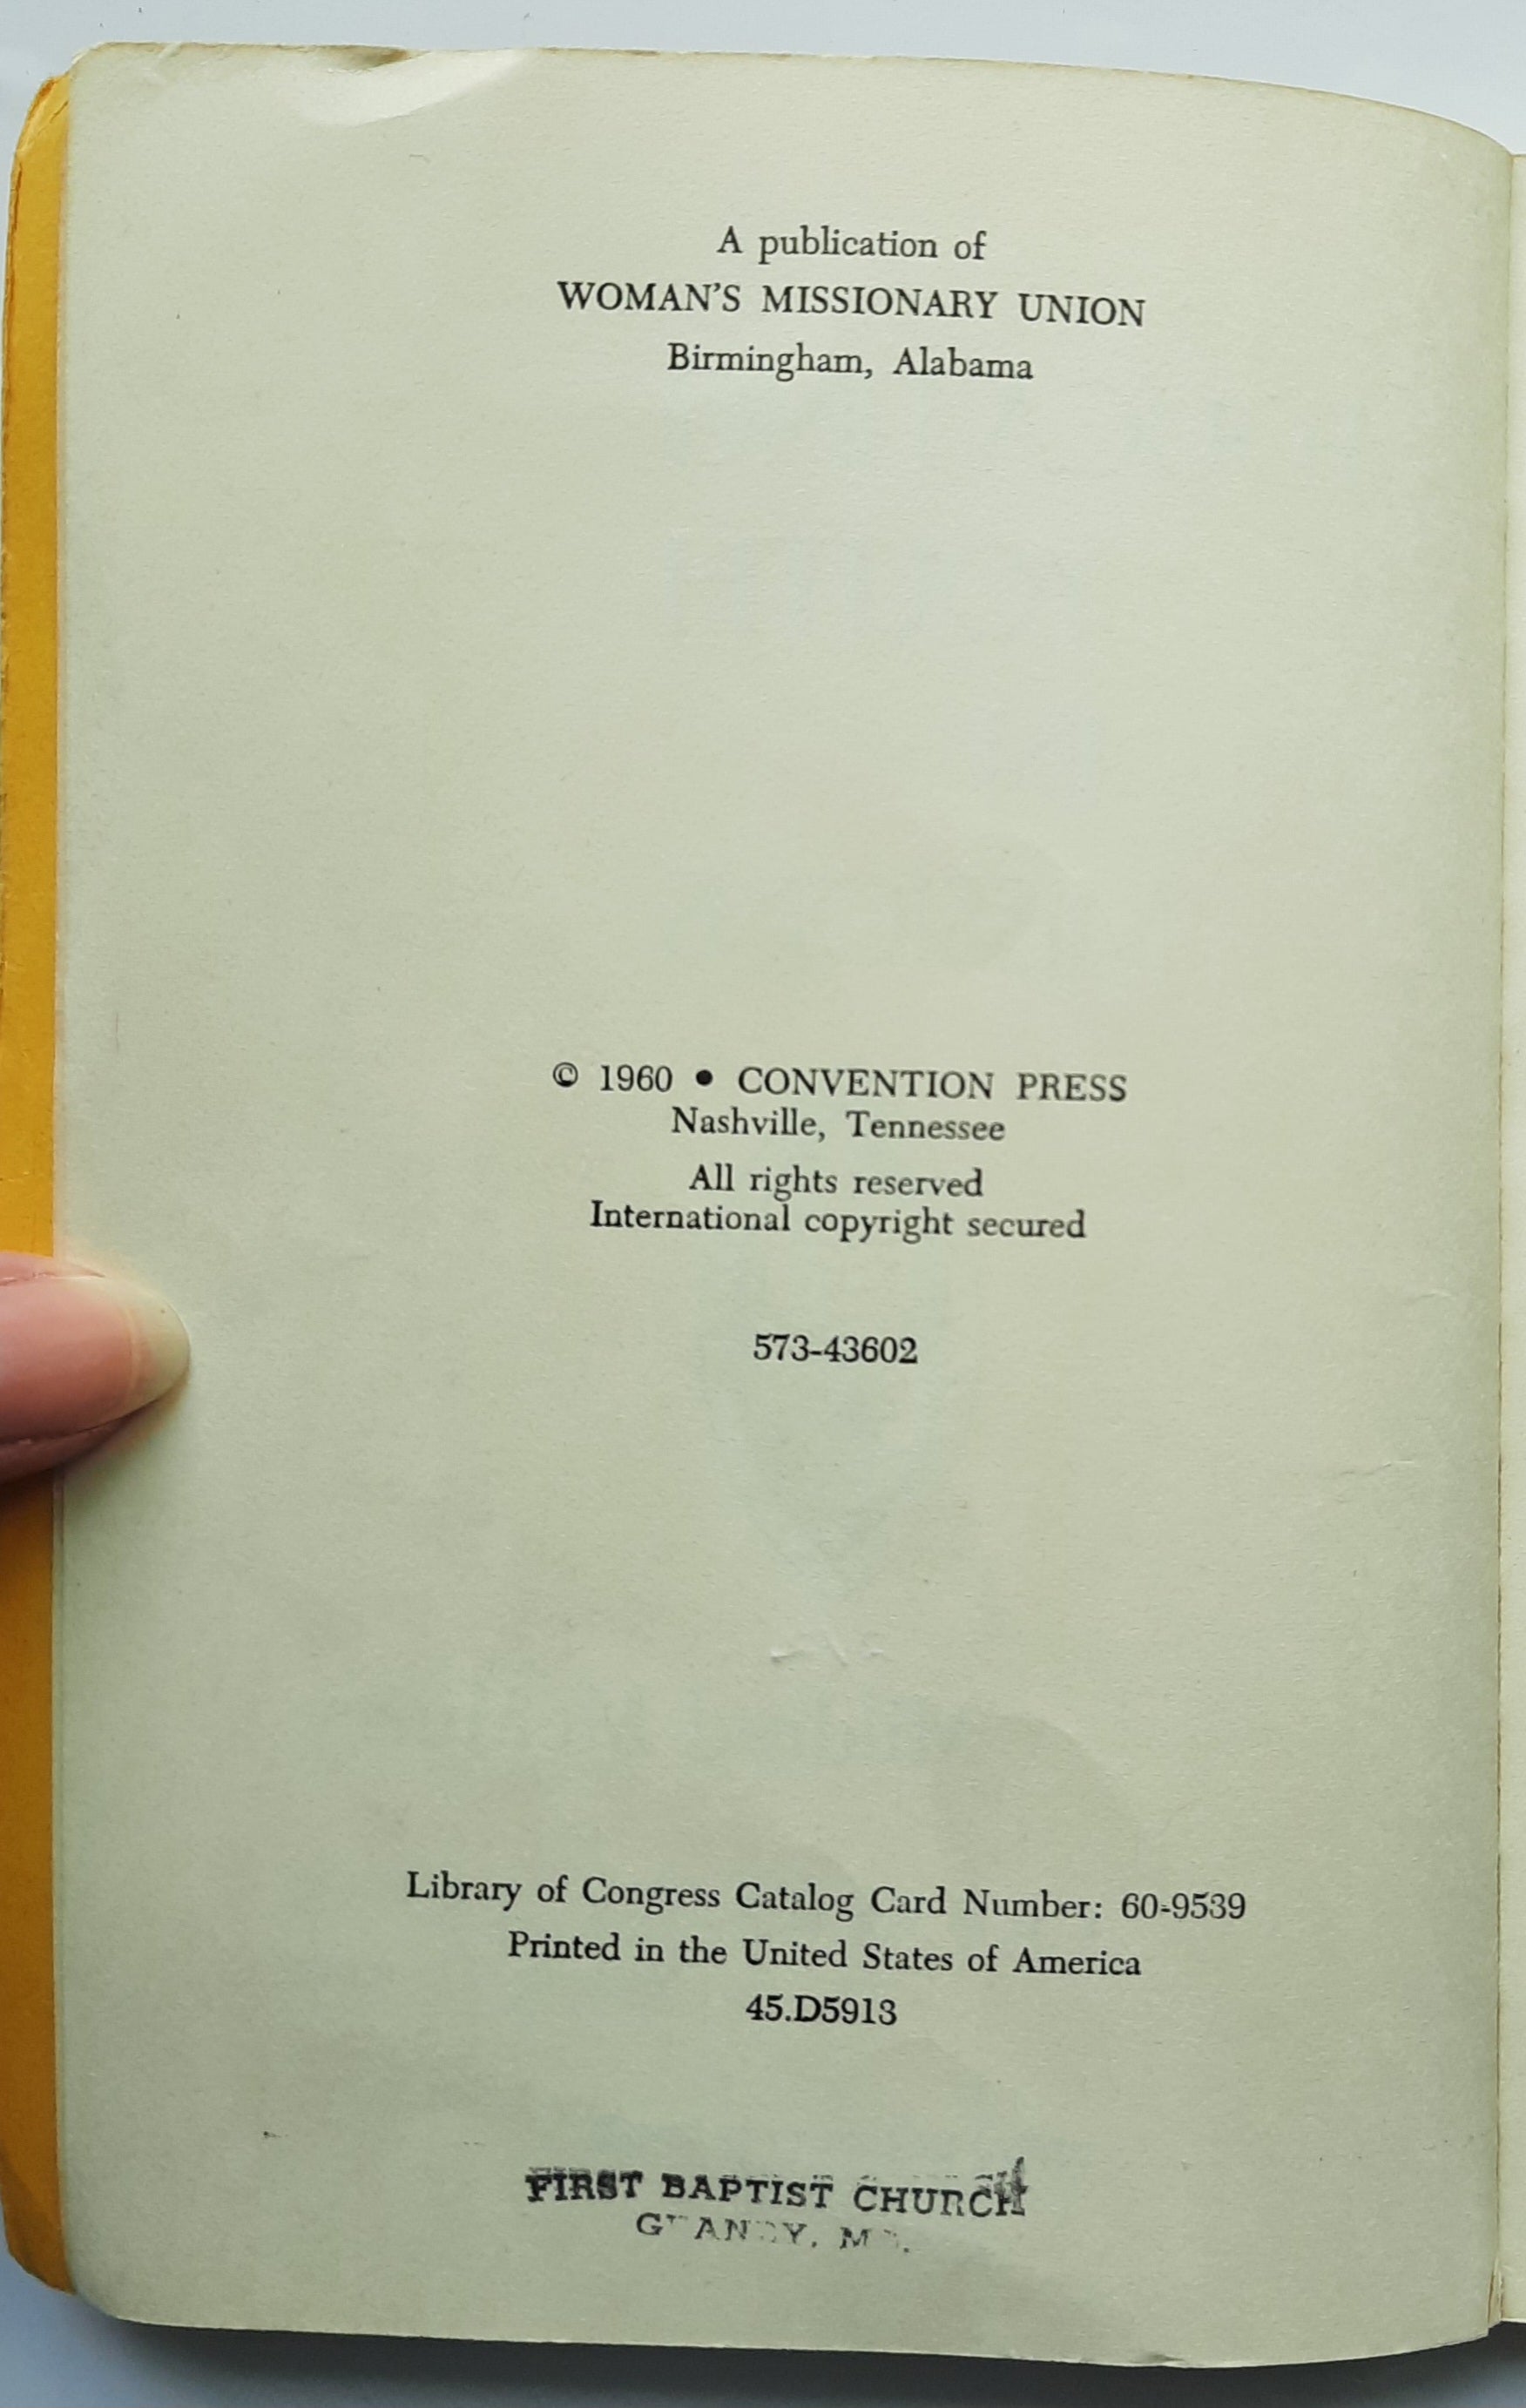 A publication of
WOMAN'S MISSIONARY UNION
Birmingham, Alabama
© 1960 • CONVENTION PRESS
Nashville, Tennessee
All rights reserved
International copyright secured
573-43602
Library of Congress Catalog Card Number: 60-9539
Printed in the United States of America
45.D5913
FIRST BAPTIST CHURCH